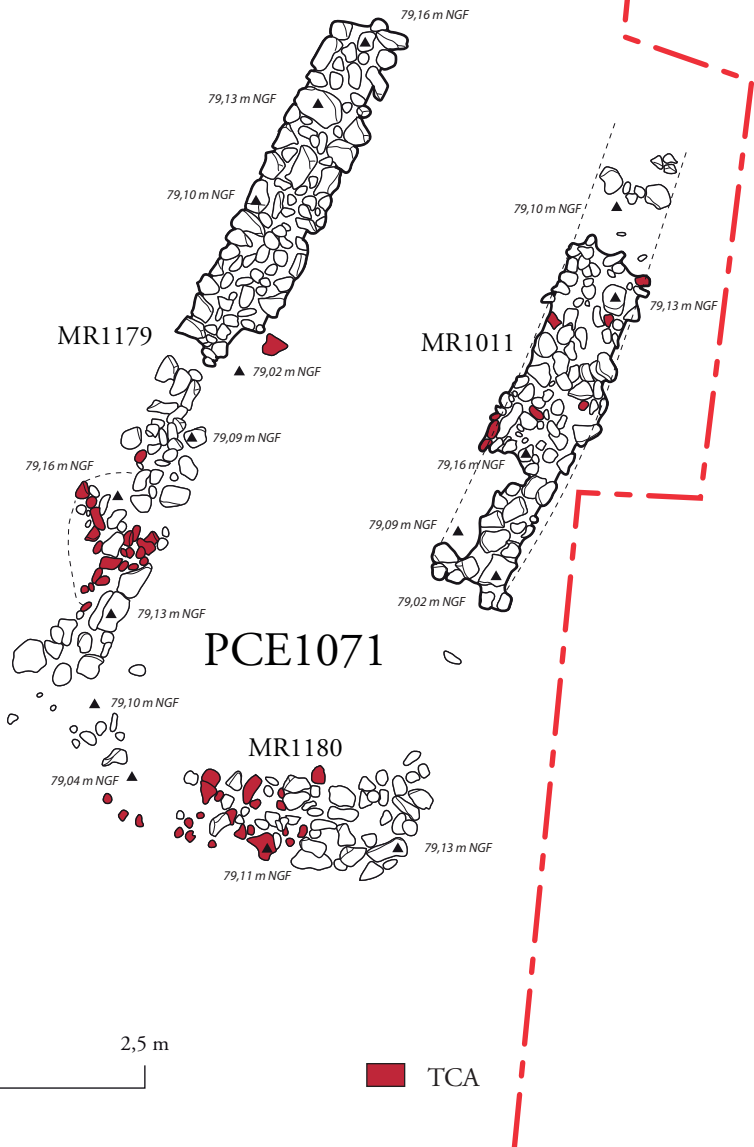 79,16 m NGF
79,13 m NGF
79,10 m NGF
79,10 m NGF
79,13 m NGF
MR1179
MR1011
79,02 m NGF
79,09 m NGF
79,16 m NGF
79,16 m NGF
79,09 m NGF
79,02 m NGF
79,13 m NGF
PCE1071
79,10 m NGF
MR1180
79,04 m NGF
79,13 m NGF
79,11 m NGF
2,5 m
TCA